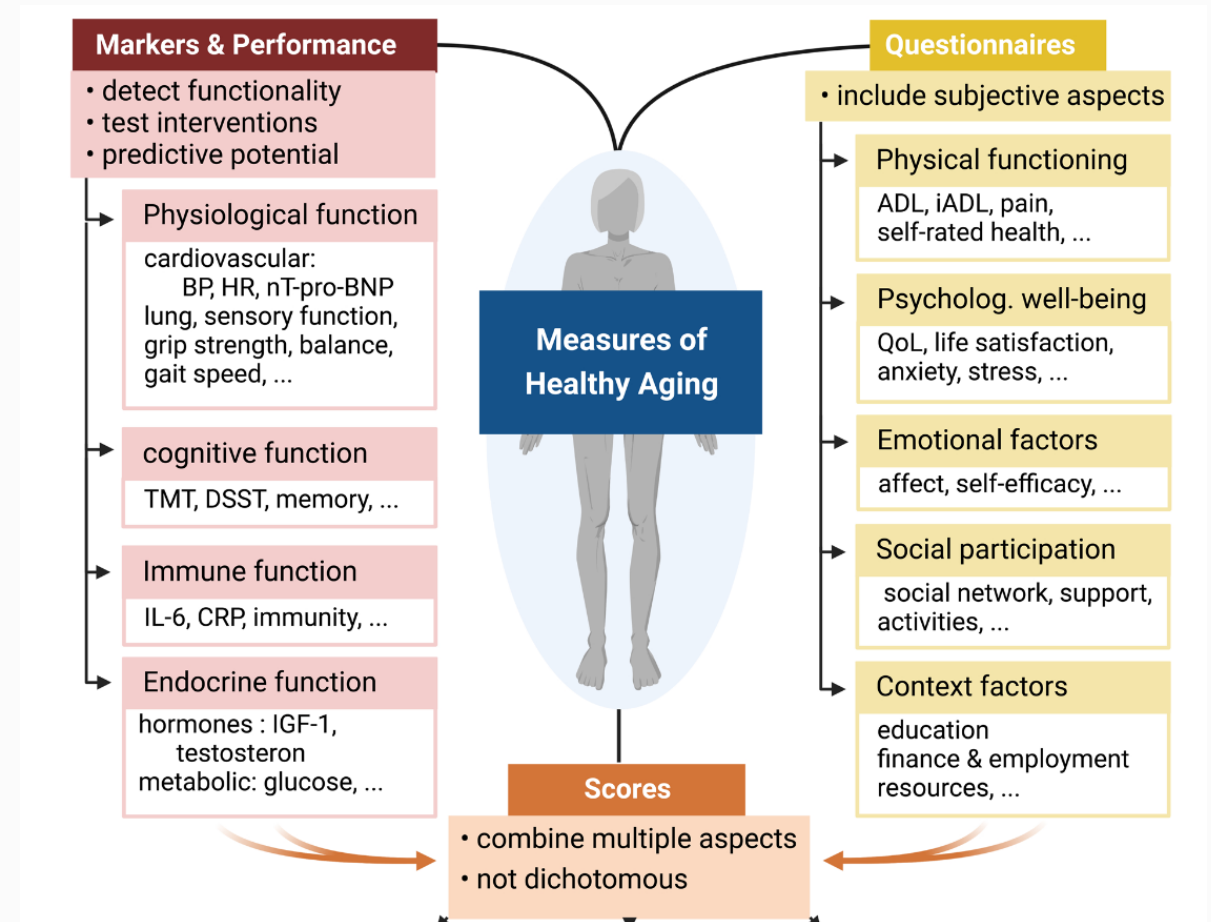 Markers & Performance
• detect functionality
• test interventions
• predictive potential
Physiological function
cardiovascular:
BP, HR, nT-pro-BNP
lung, sensory function,
grip strength, balance,
gait speed, ...
cognitive function
TMT, DSST, memory, ...
Immune function
IL-6, CRP, immunity, ...
Endocrine function
hormones : IGF-1,
testosteron
metabolic: glucose, ...
Measures of
Healthy Aging
Questionnaires
• include subjective aspects
Physical functioning
ADL, iADL, pain,
self-rated health, ...
Psycholog. well-being
QoL, life satisfaction,
anxiety, stress, ...
Emotional factors
affect, self-efficacy, ...
Social participation
social network, support,
activities, ...
Context factors
education
finance & employment
resources, ...
Scores
• combine multiple aspects
• not dichotomous